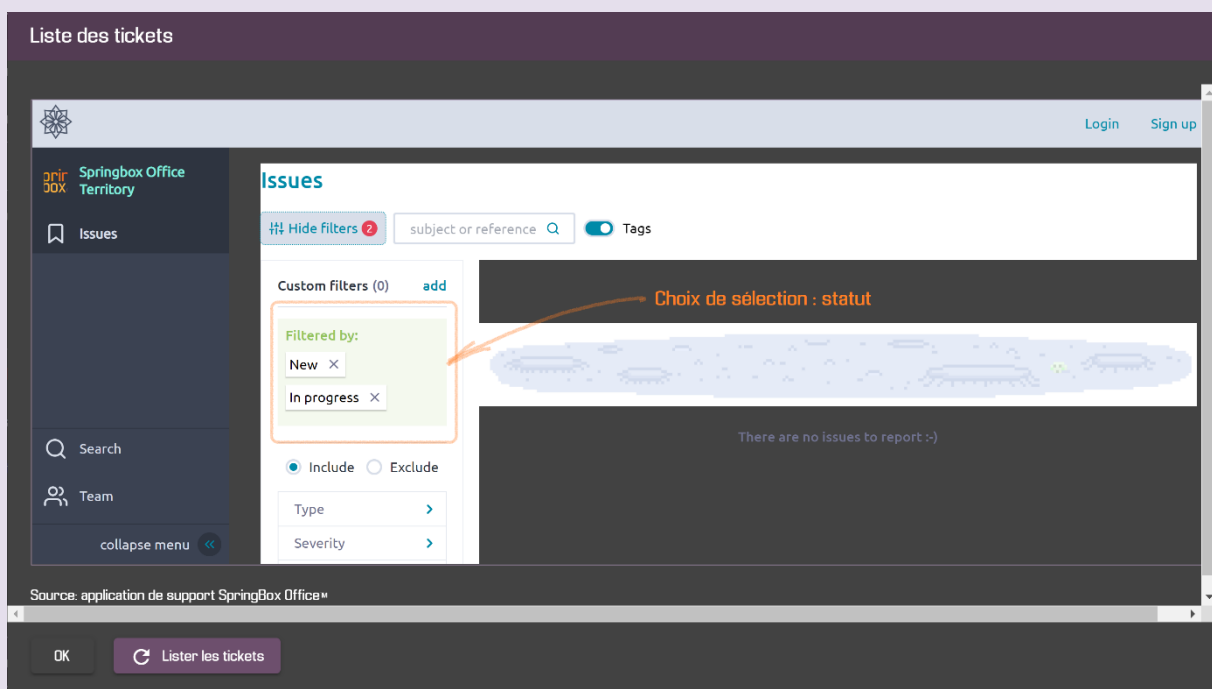 Liste des tickets
Login Sign up
Springbox Office
Territory
Issues
Issues
Hide filters 2
subject or reference
Tags
Custom filters (0) add
Choix de sélection : statut
Filtered by:
New ×
In progress ×
There are no issues to report :-)
Include Exclude
Type
Severity
Search
Team
collapse menu
Source: application de support SpringBox Office™
OK
Lister les tickets